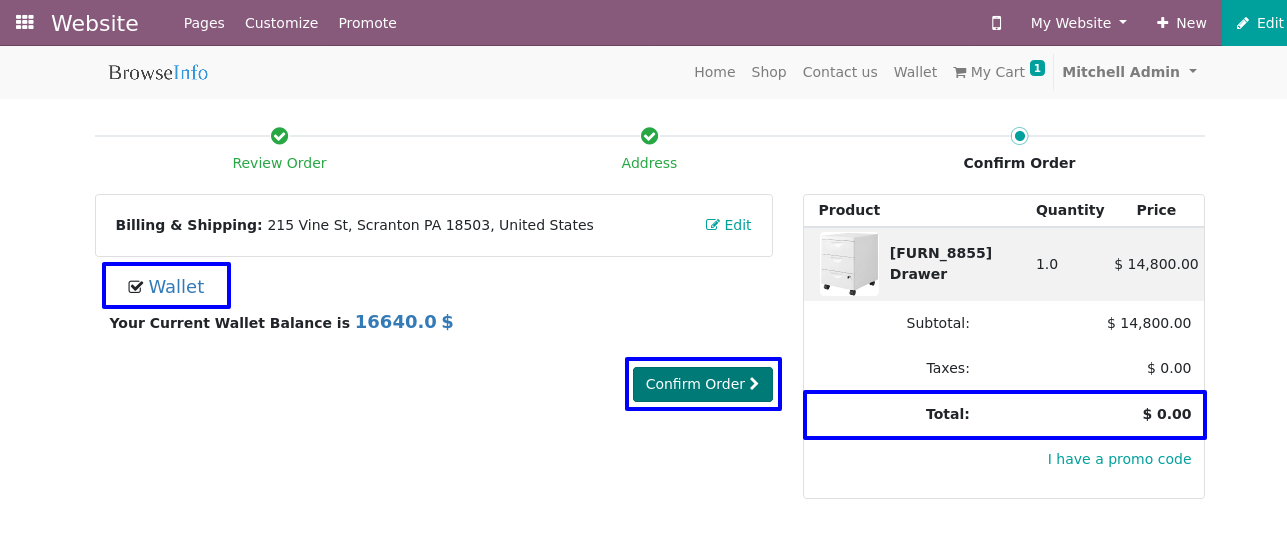 Website Pages Customize Promote My Website New Edit
BrowseInfo Home Shop Contact us Wallet My Cart 1 Mitchell Admin
Review Order Address Confirm Order
Billing & Shipping: 215 Vine St, Scranton PA 18503, United States Edit
Wallet
Your Current Wallet Balance is 16640.0 $
Confirm Order
Product Quantity Price
[FURN_8855]
Drawer 1.0 $ 14,800.00
Subtotal: $ 14,800.00
Taxes: $ 0.00
Total: $ 0.00
I have a promo code